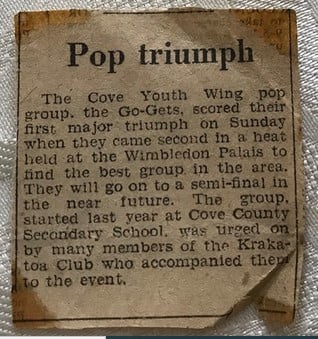 Pop triumph
The Cove Youth Wing pop
group, the Go-Gets, scored their
first major triumph on Sunday
when they came second in a heat
held at the Wimbledon Palais to
find the best group in the area.
They will go on to a semi-final in
the near future. The group,
started last year at Cove County
Secondary School, was urged on
by many members of the Kraka-
toa Club who accompanied them
to the event.